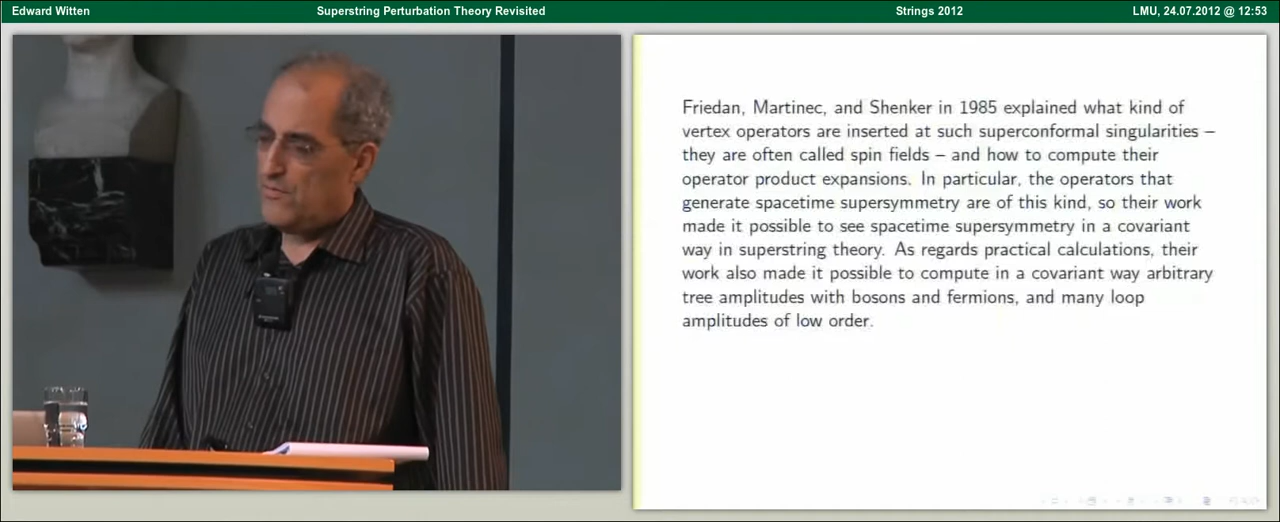 Edward Witten
Superstring Perturbation Theory Revisited
Strings 2012
LMU, 24.07.2012 @ 12:53
Friedan, Martinec, and Shenker in 1985 explained what kind of
vertex operators are inserted at such superconformal singularities –
they are often called spin fields – and how to compute their
operator product expansions. In particular, the operators that
generate spacetime supersymmetry are of this kind, so their work
made it possible to see spacetime supersymmetry in a covariant
way in superstring theory. As regards practical calculations, their
work also made it possible to compute in a covariant way arbitrary
tree amplitudes with bosons and fermions, and many loop
amplitudes of low order.